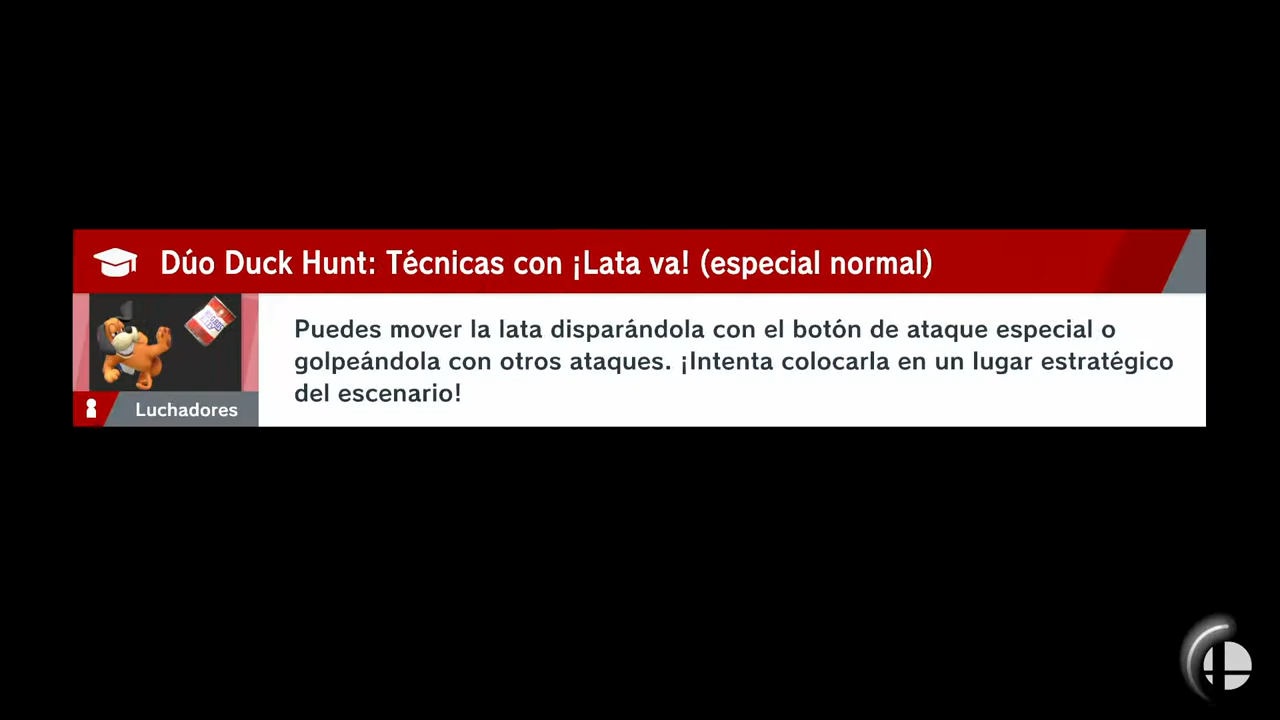 Dúo Duck Hunt: Técnicas con ¡Lata va! (especial normal)
Puedes mover la lata disparándola con el botón de ataque especial o
golpeándola con otros ataques. ¡Intenta colocarla en un lugar estratégico
del escenario!
Luchadores